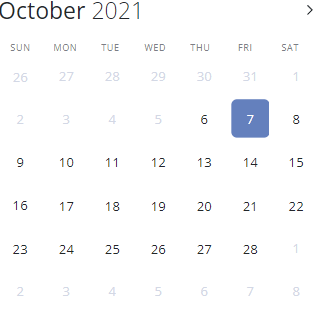 October 2021 >
SUN MON TUE WED THU FRI SAT
26 27 28 29 30 31 1
2 3 4 5 6 7 8
9 10 11 12 13 14 15
16 17 18 19 20 21 22
23 24 25 26 27 28 1
2 3 4 5 6 7 8